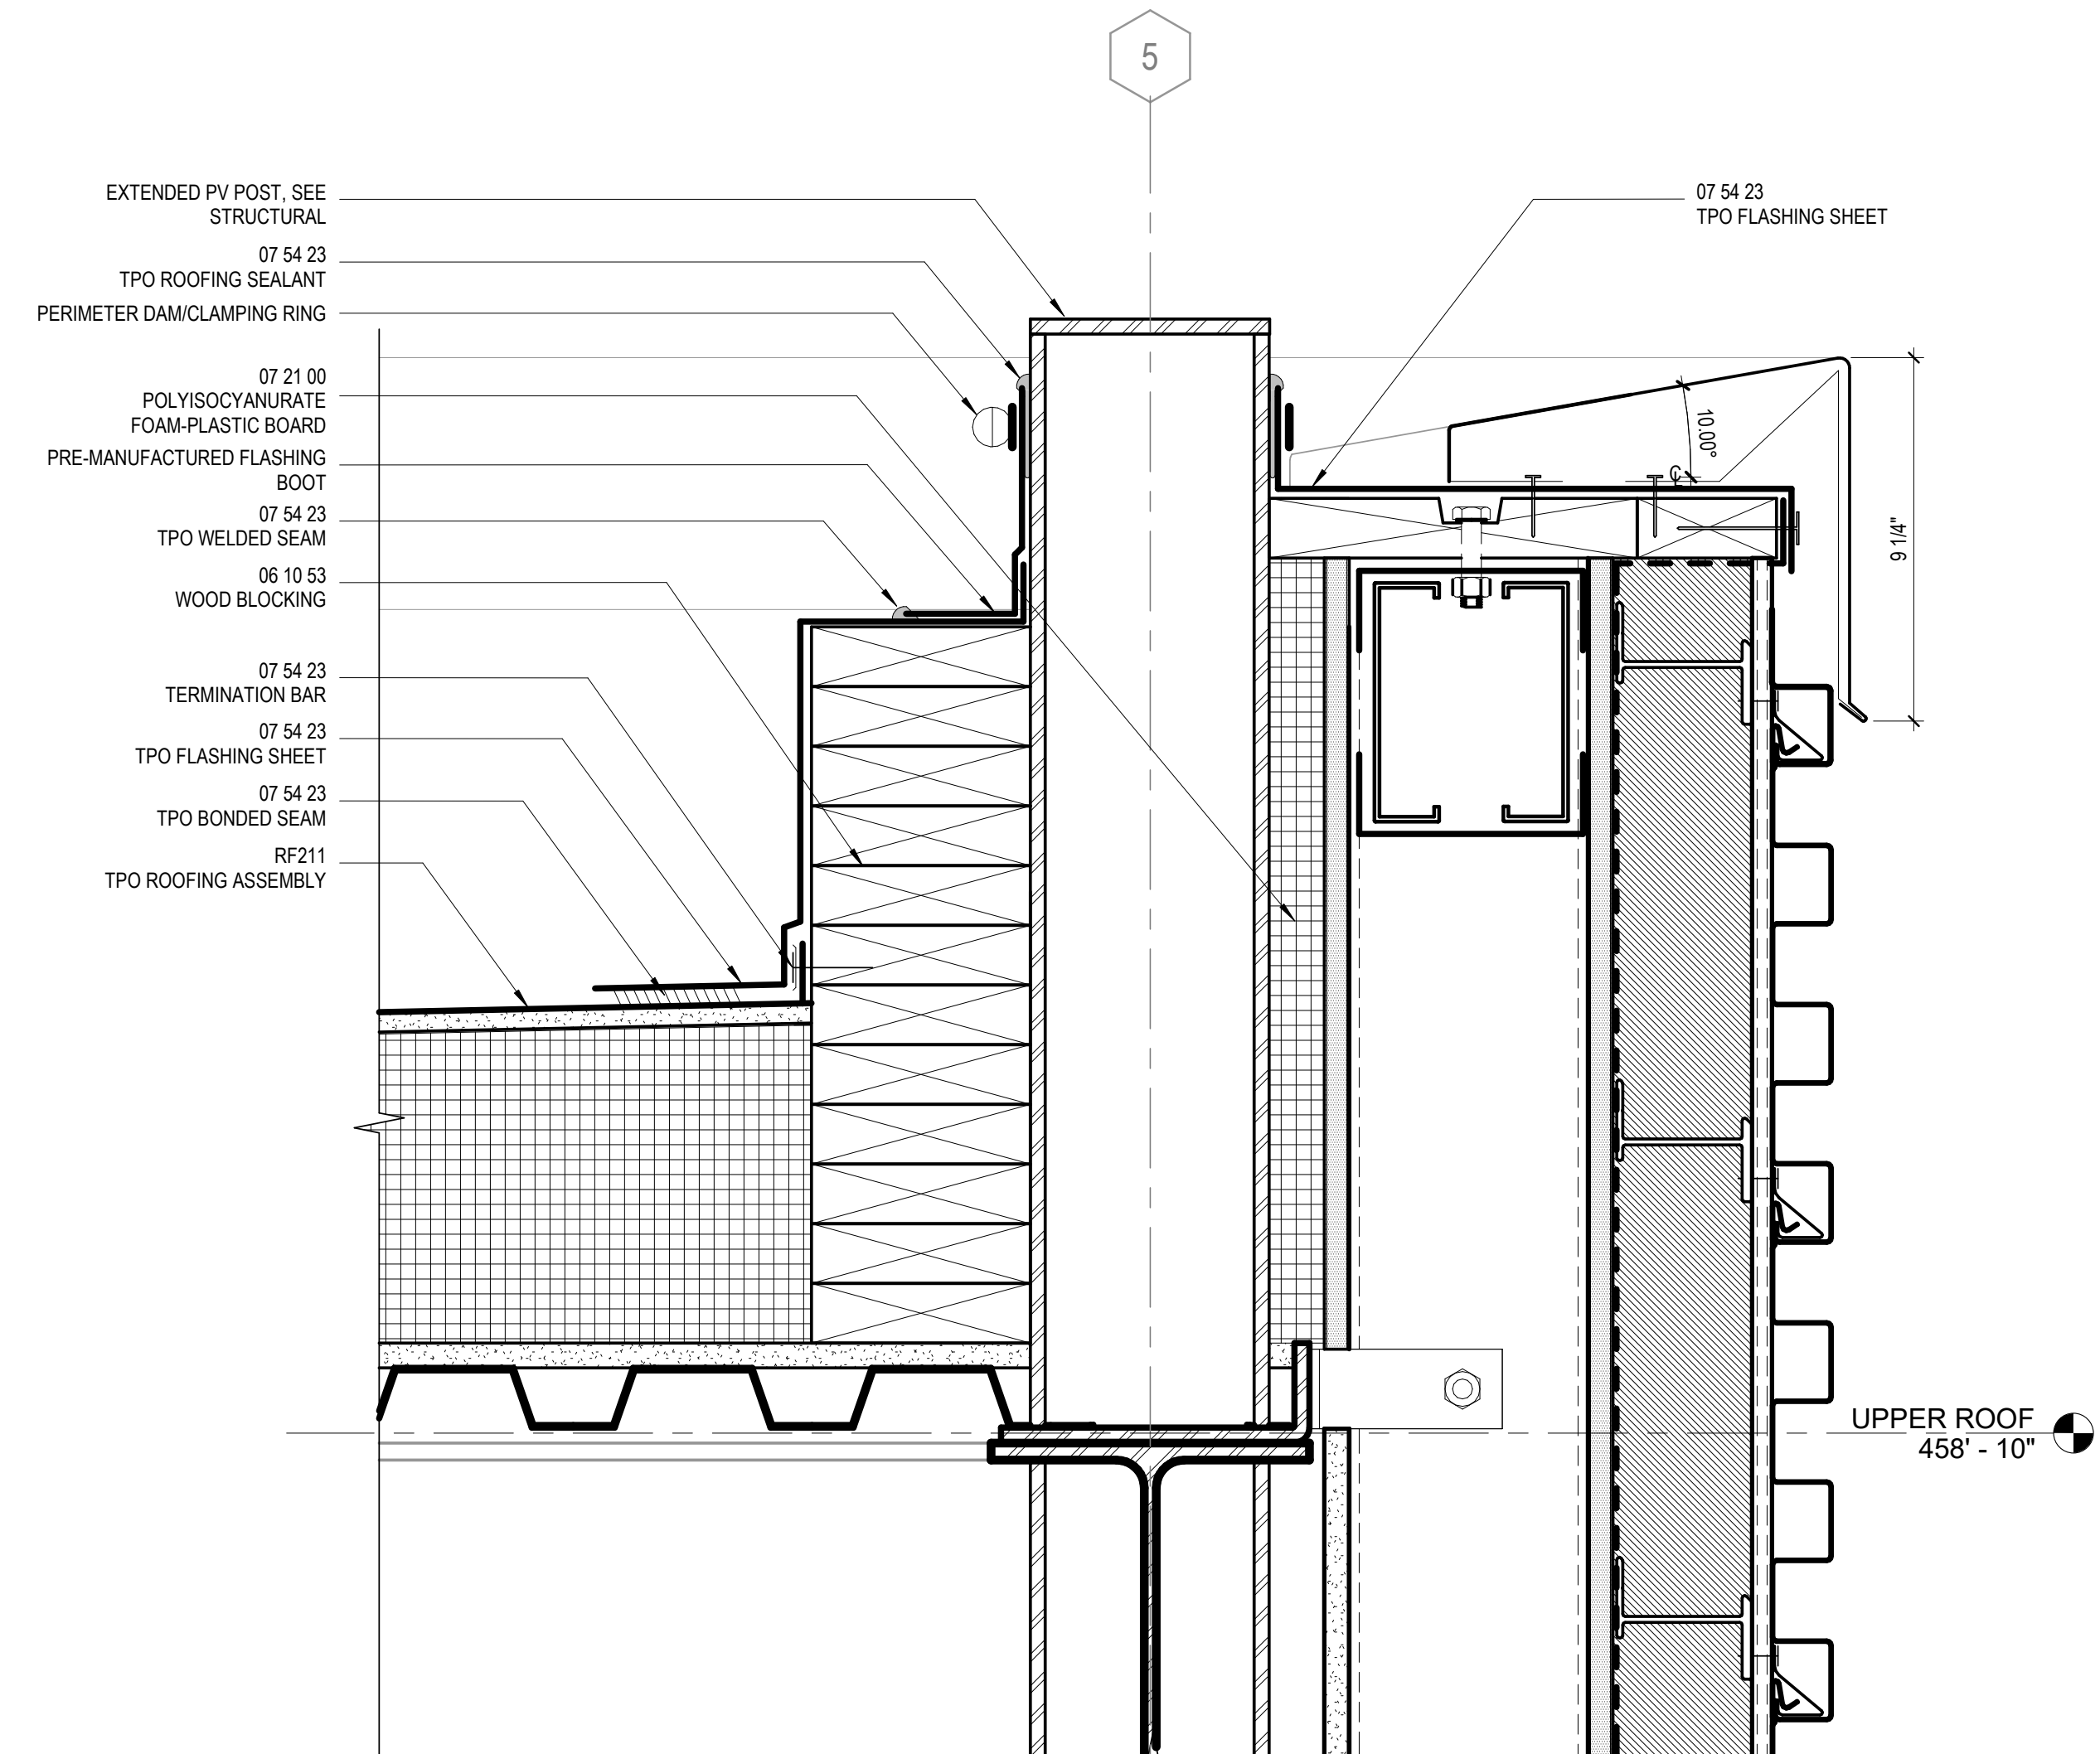 5
EXTENDED PV POST, SEE
STRUCTURAL
07 54 23
TPO ROOFING SEALANT
PERIMETER DAM/CLAMPING RING
07 21 00
POLYISOCYANURATE
FOAM-PLASTIC BOARD
PRE-MANUFACTURED FLASHING
BOOT
07 54 23
TPO WELDED SEAM
06 10 53
WOOD BLOCKING
07 54 23
TERMINATION BAR
07 54 23
TPO FLASHING SHEET
07 54 23
TPO BONDED SEAM
RF211
TPO ROOFING ASSEMBLY
07 54 23
TPO FLASHING SHEET
10.00°
℄
9 1/4"
UPPER ROOF
458' - 10"